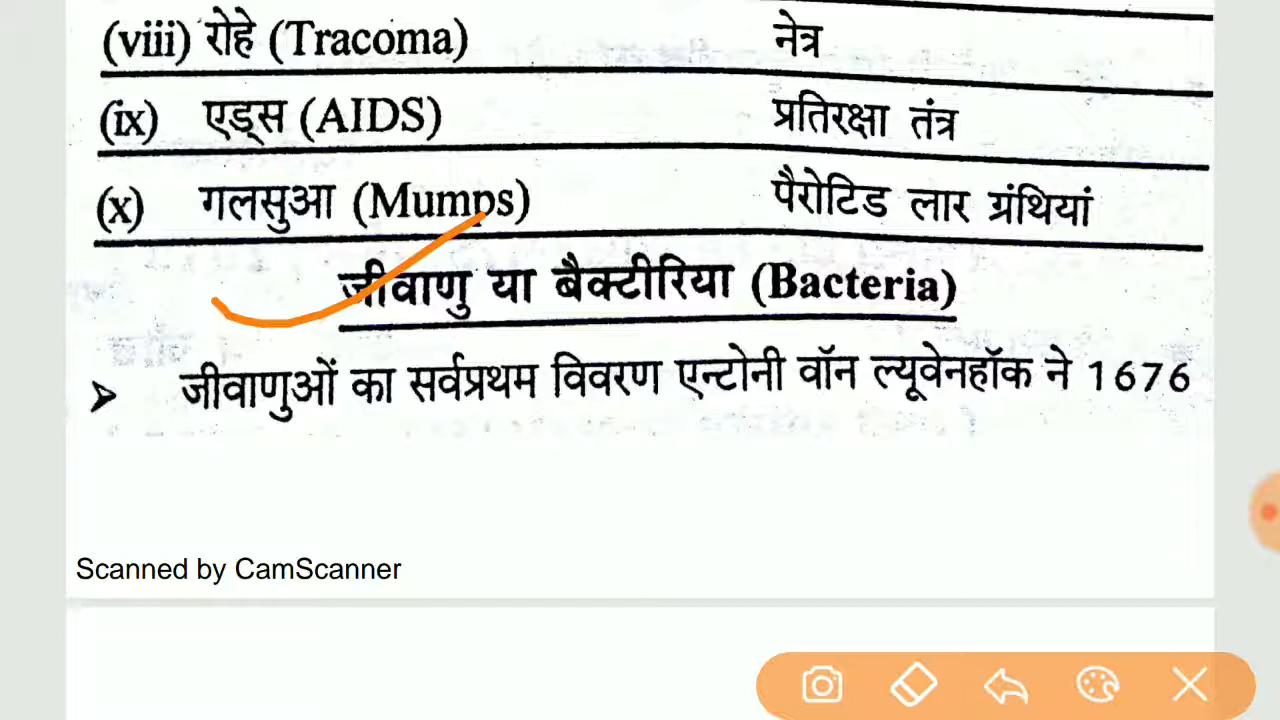 (viii) रोहे (Tracoma) नेत्र
(ix) एड्स (AIDS) प्रतिरक्षा तंत्र
(x) गलसुआ (Mumps) पैरोटिड लार ग्रंथियां
जीवाणु या बैक्टीरिया (Bacteria)
➤ जीवाणुओं का सर्वप्रथम विवरण एन्टोनी वॉन ल्यूवेनहॉक ने 1676
Scanned by CamScanner